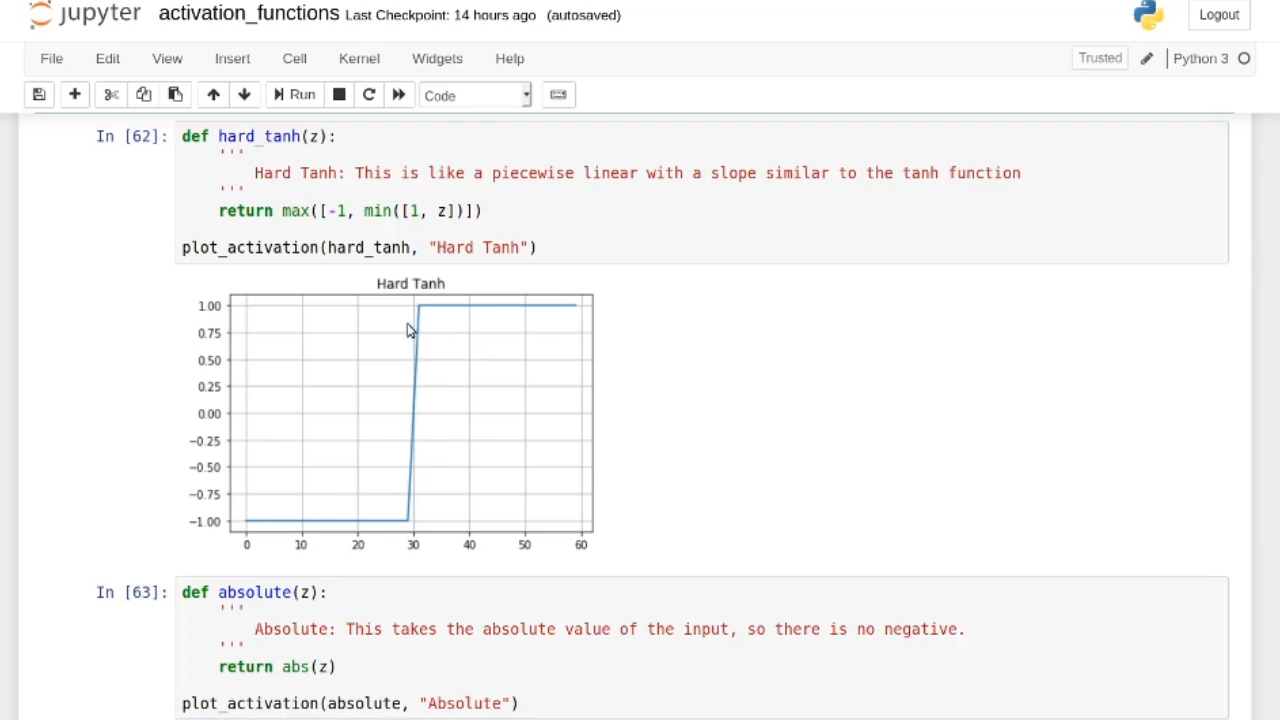 jupyter activation_functions Last Checkpoint: 14 hours ago (autosaved) Logout
File Edit View Insert Cell Kernel Widgets Help Trusted Python 3
Run Code
In [62]: def hard_tanh(z):
'''
Hard Tanh: This is like a piecewise linear with a slope similar to the tanh function
'''
return max([-1, min([1, z])])
plot_activation(hard_tanh, "Hard Tanh")
Hard Tanh
1.00
0.75
0.50
0.25
0.00
−0.25
−0.50
−0.75
−1.00
0 10 20 30 40 50 60
In [63]: def absolute(z):
'''
Absolute: This takes the absolute value of the input, so there is no negative.
'''
return abs(z)
plot_activation(absolute, "Absolute")